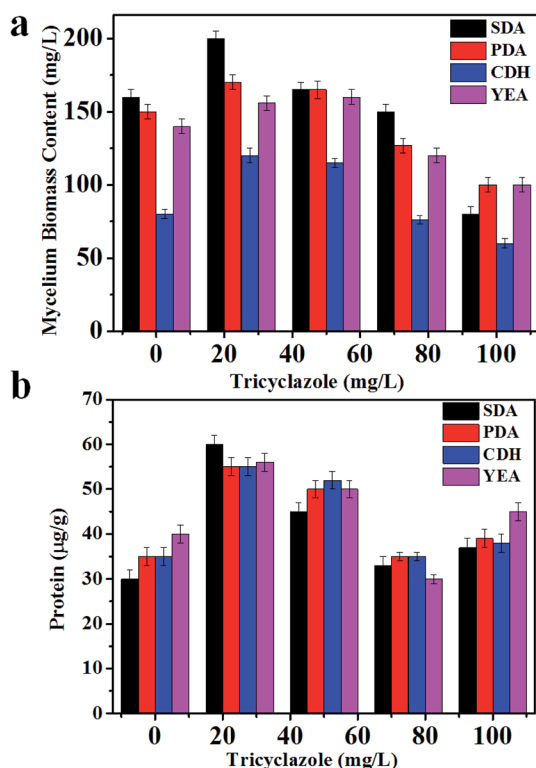 a
SDA
PDA
CDH
YEA
Mycelium Biomass Content (mg/L)
200
150
100
50
0
0 20 40 60 80 100
Tricyclazole (mg/L)
b
SDA
PDA
CDH
YEA
Protein (µg/g)
70
60
50
40
30
20
10
0
0 20 40 60 80 100
Tricyclazole (mg/L)